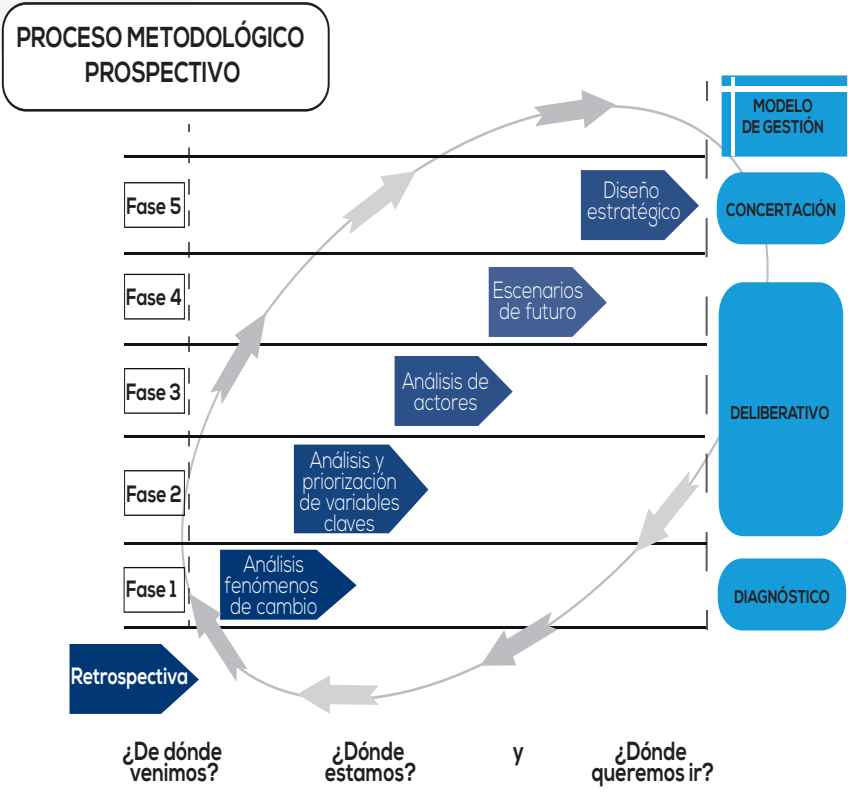 PROCESO METODOLÓGICO
PROSPECTIVO
MODELO
DE GESTIÓN
Fase 5
Diseño
estratégico
CONCERTACIÓN
Fase 4
Escenarios
de futuro
Fase 3
Análisis de
actores
DELIBERATIVO
Fase 2
Análisis y
priorización
de variables
claves
Fase 1
Análisis
fenómenos
de cambio
DIAGNÓSTICO
Retrospectiva
¿De dónde
venimos?
¿Dónde
estamos?
y
¿Dónde
queremos ir?